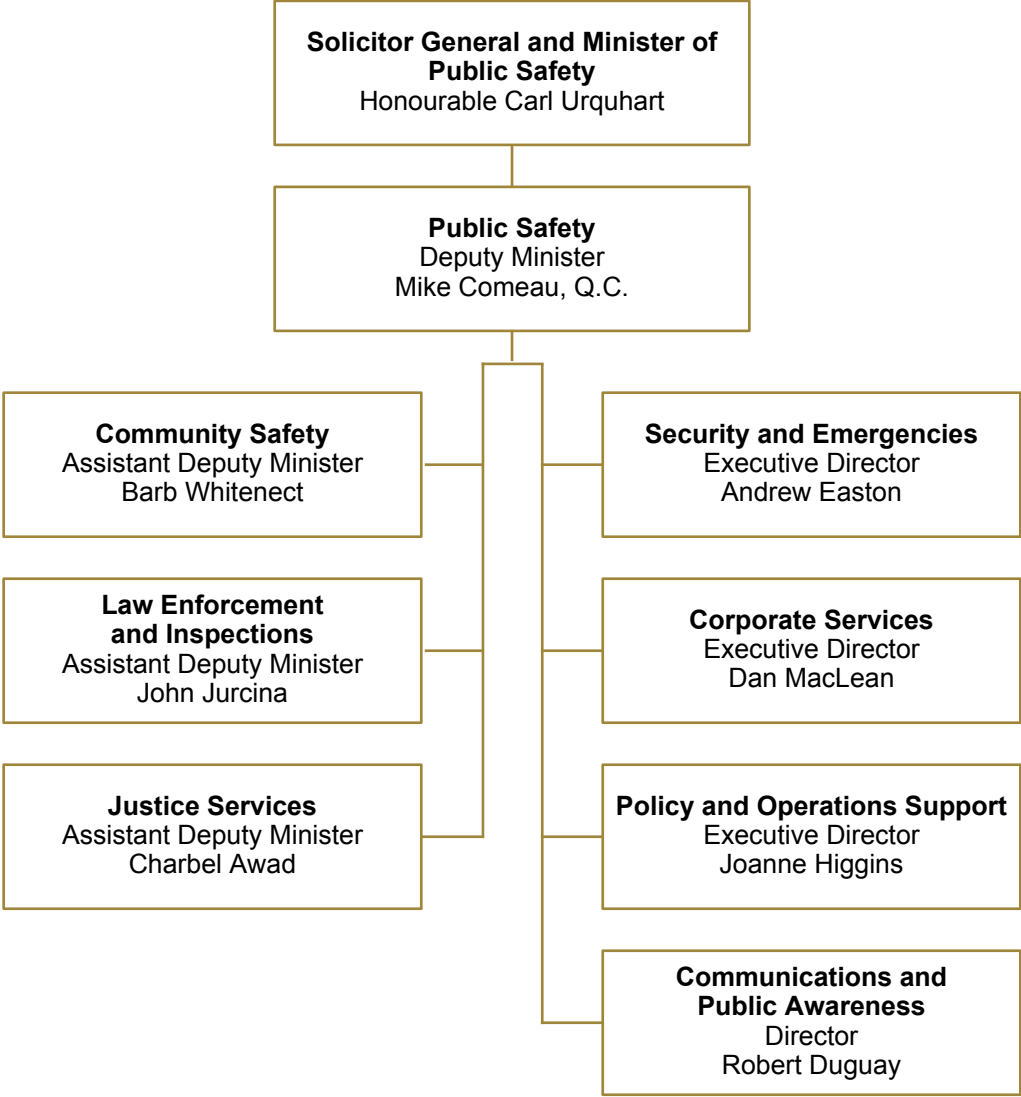 Solicitor General and Minister of
Public Safety
Honourable Carl Urquhart
Public Safety
Deputy Minister
Mike Comeau, Q.C.
Community Safety
Assistant Deputy Minister
Barb Whitenect
Law Enforcement
and Inspections
Assistant Deputy Minister
John Jurcina
Justice Services
Assistant Deputy Minister
Charbel Awad
Security and Emergencies
Executive Director
Andrew Easton
Corporate Services
Executive Director
Dan MacLean
Policy and Operations Support
Executive Director
Joanne Higgins
Communications and
Public Awareness
Director
Robert Duguay